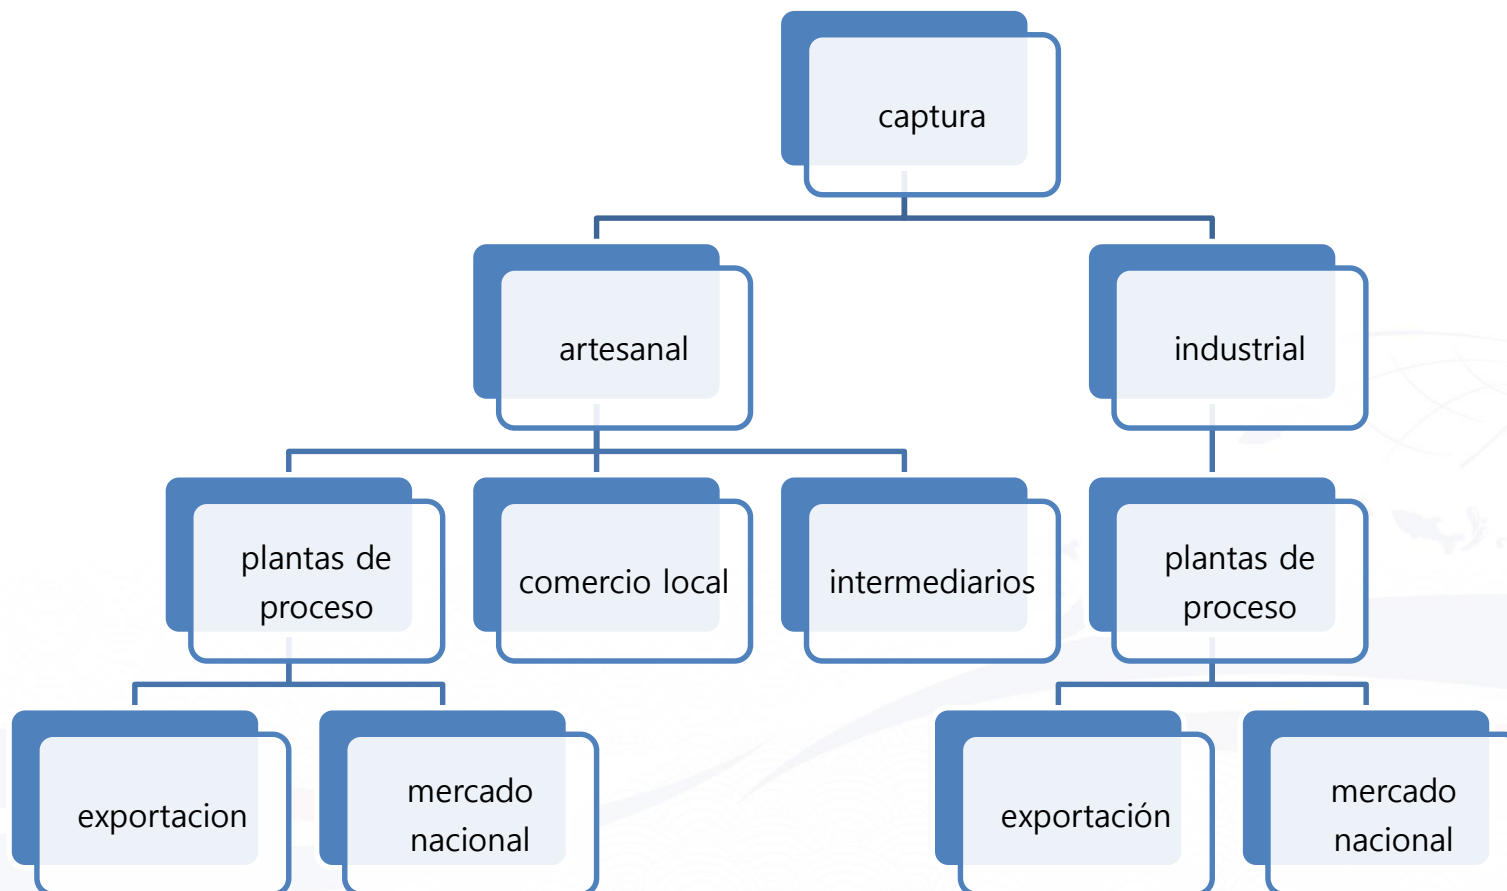 captura
artesanal
industrial
plantas de
proceso
comercio local
intermediarios
plantas de
proceso
exportacion
mercado
nacional
exportación
mercado
nacional